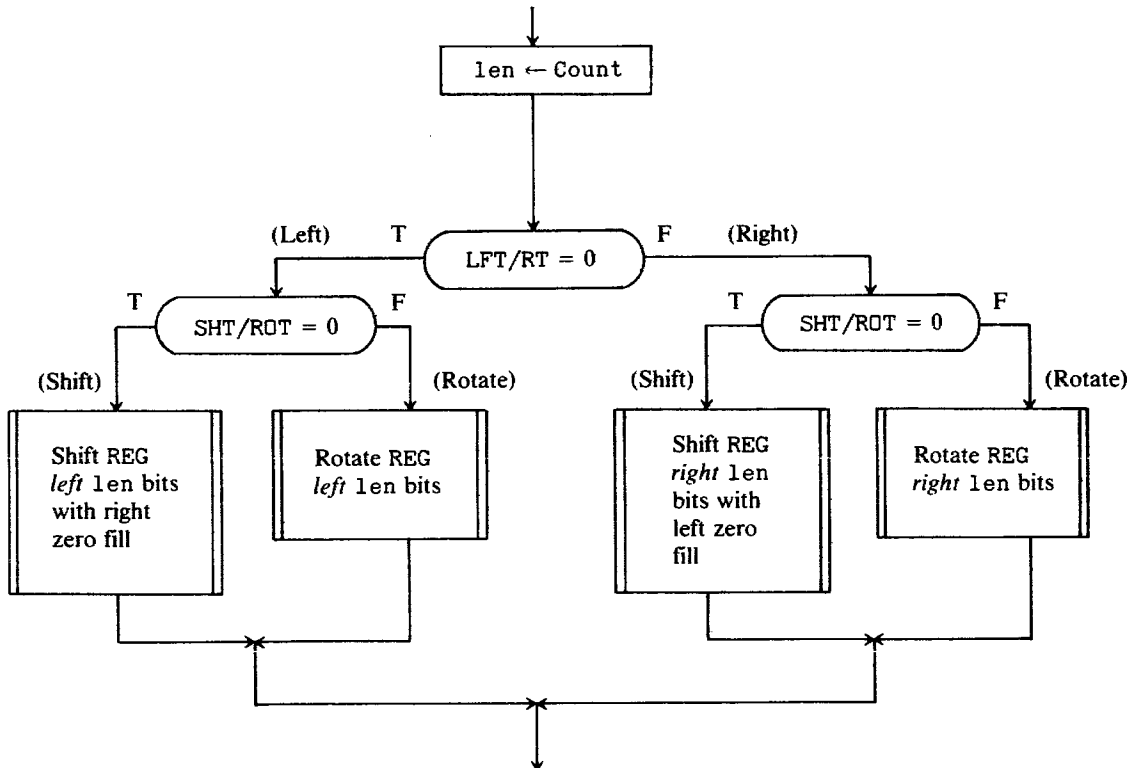 len ← Count
(Left) T F (Right)
LFT/RT = 0
T F
SHT/ROT = 0
T F
SHT/ROT = 0
(Shift) (Rotate)
(Shift) (Rotate)
Shift REG
left len bits
with right
zero fill
Rotate REG
left len bits
Shift REG
right len
bits with
left zero
fill
Rotate REG
right len bits